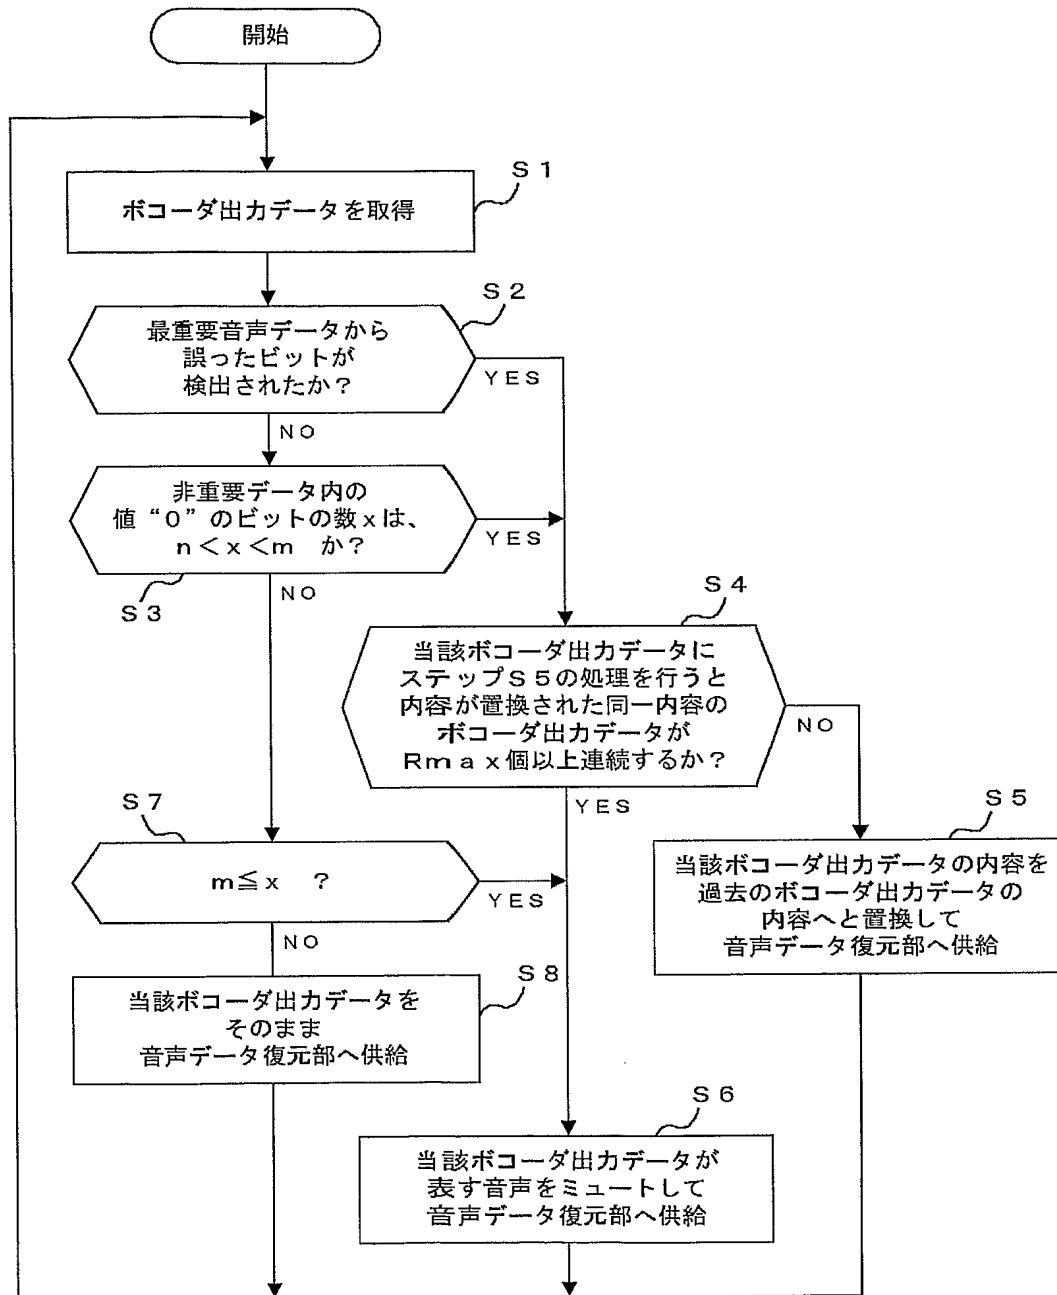 開始
S1
ボコーダ出力データを取得
S2
最重要音声データから
誤ったビットが
検出されたか？
YES
NO
非重要データ内の
値“0”のビットの数xは、
n＜x＜m か？
YES
S3
NO
S4
当該ボコーダ出力データに
ステップS5の処理を行うと
内容が置換された同一内容の
ボコーダ出力データが
Rmax個以上連続するか？
NO
YES
S7
m≦x ？
YES
NO
S5
当該ボコーダ出力データの内容を
過去のボコーダ出力データの
内容へと置換して
音声データ復元部へ供給
S8
当該ボコーダ出力データを
そのまま
音声データ復元部へ供給
S6
当該ボコーダ出力データが
表す音声をミュートして
音声データ復元部へ供給